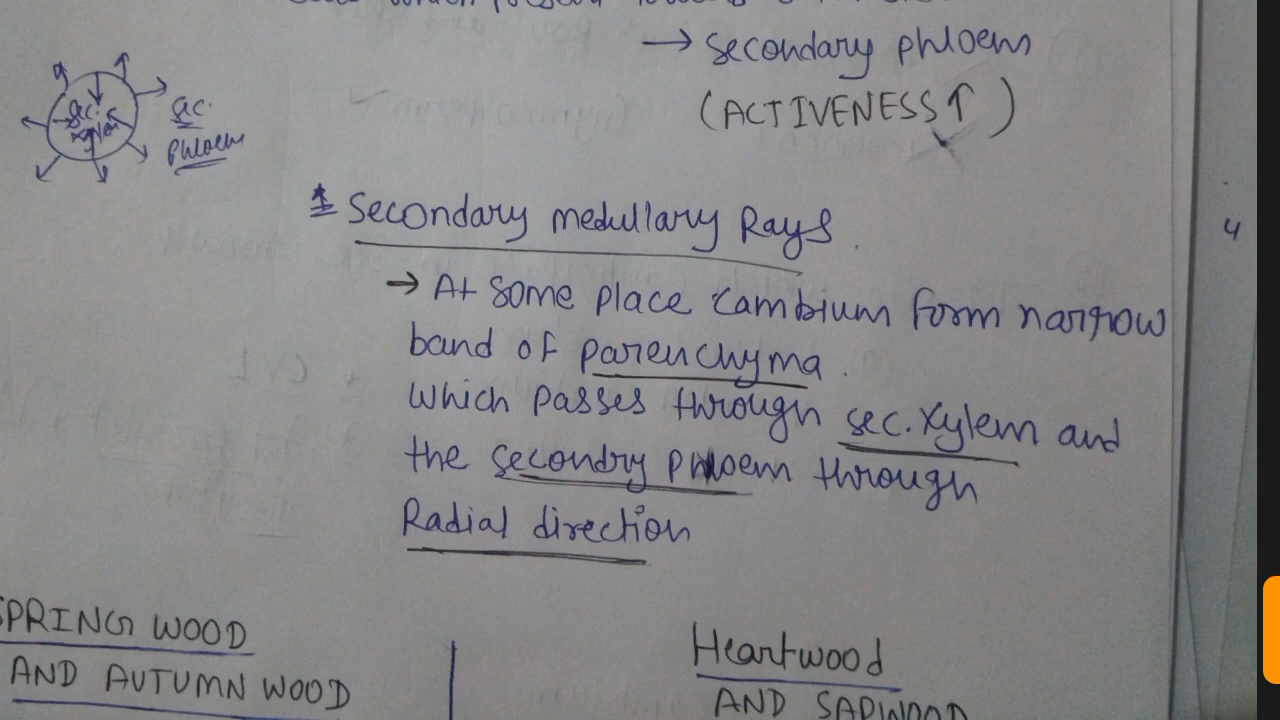 → Secondary phloem
(ACTIVENESS↑)
sec. xylem
sec.
phloem
Secondary medullary Rays.
→ At some place cambium form narrow
band of parenchyma.
which passes through sec. xylem and
the secondry phloem through
Radial direction
4
SPRING WOOD
AND AUTUMN WOOD
Heartwood
AND SAPWOOD